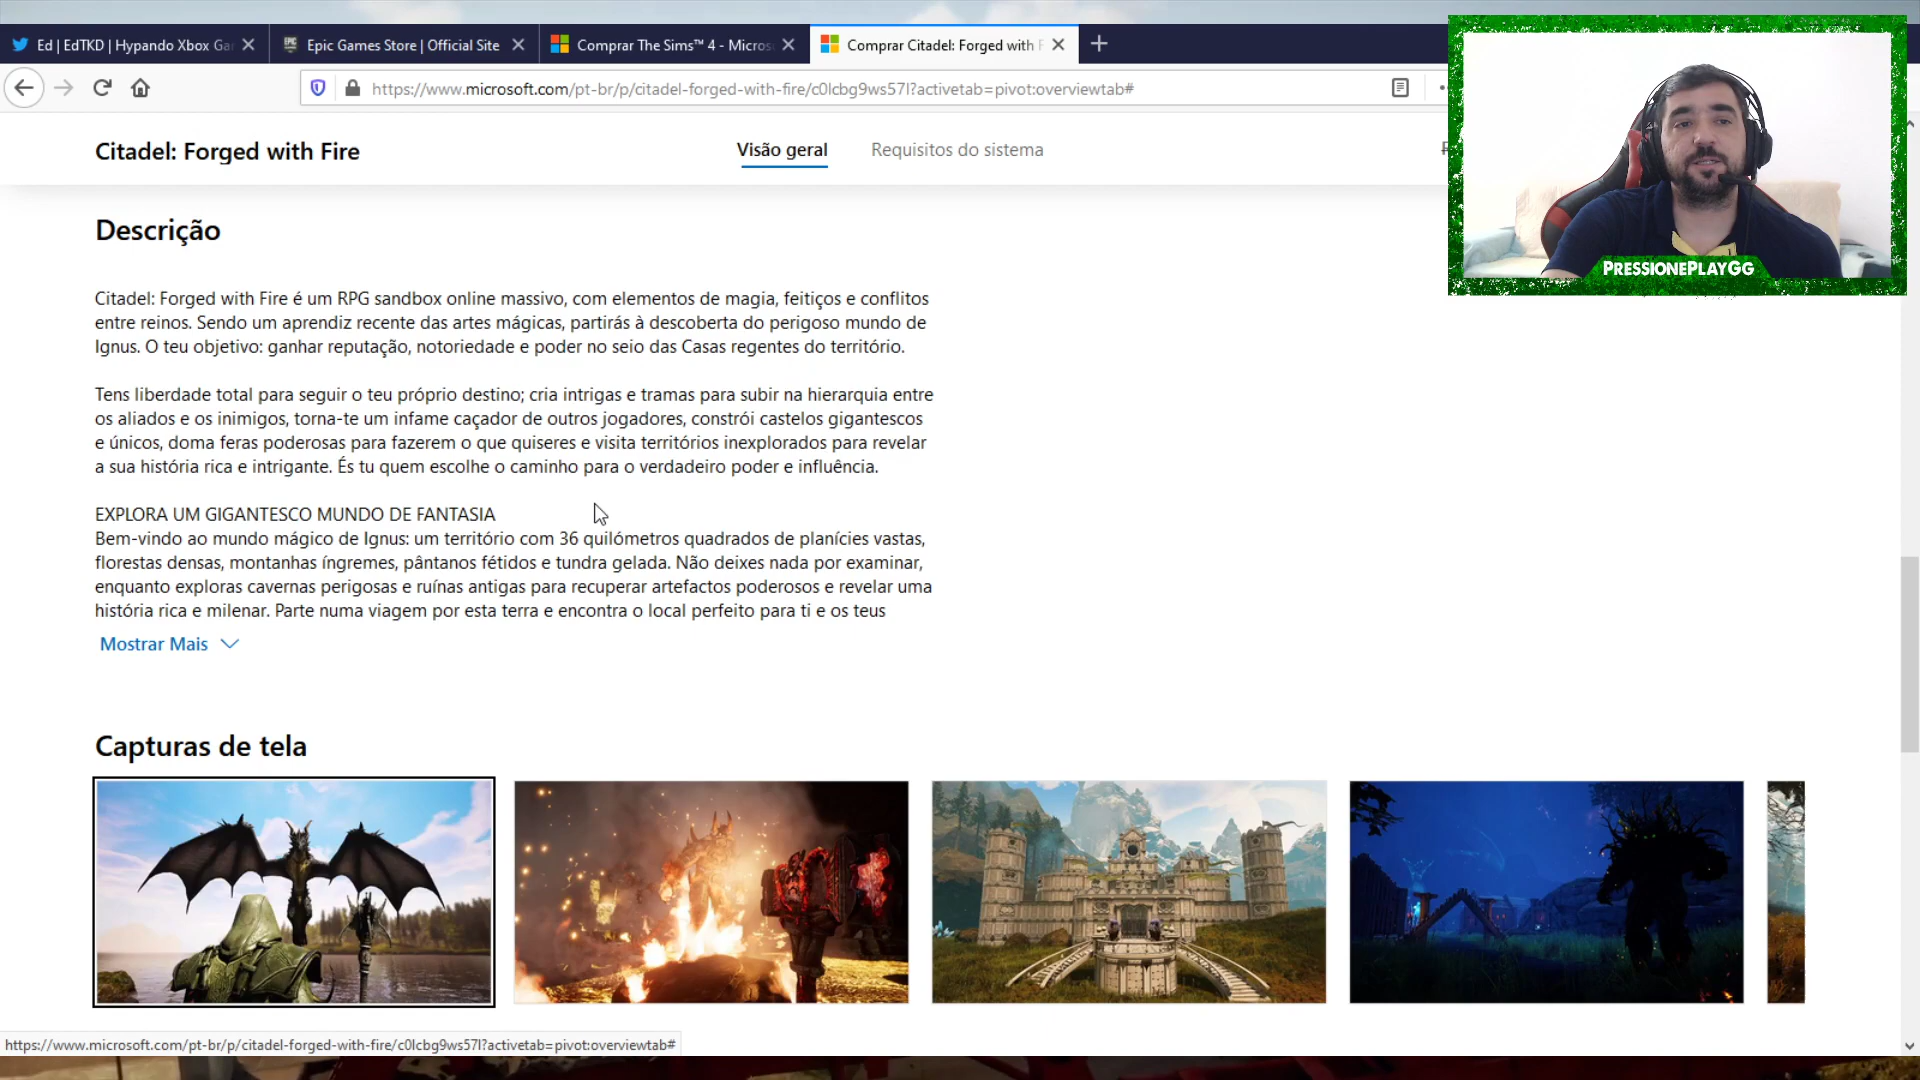 Ed | EdTKD | Hypando Xbox Ga
Epic Games Store | Official Site
Comprar The Sims™ 4 - Micros
Comprar Citadel: Forged with F
https://www.microsoft.com/pt-br/p/citadel-forged-with-fire/c0lcbg9ws57l?activetab=pivot:overviewtab#
Citadel: Forged with Fire
Visão geral
Requisitos do sistema
PRESSIONEPLAYGG
Descrição
Citadel: Forged with Fire é um RPG sandbox online massivo, com elementos de magia, feitiços e conflitos
entre reinos. Sendo um aprendiz recente das artes mágicas, partirás à descoberta do perigoso mundo de
Ignus. O teu objetivo: ganhar reputação, notoriedade e poder no seio das Casas regentes do território.
Tens liberdade total para seguir o teu próprio destino; cria intrigas e tramas para subir na hierarquia entre
os aliados e os inimigos, torna-te um infame caçador de outros jogadores, constrói castelos gigantescos
e únicos, doma feras poderosas para fazerem o que quiseres e visita territórios inexplorados para revelar
a sua história rica e intrigante. És tu quem escolhe o caminho para o verdadeiro poder e influência.
EXPLORA UM GIGANTESCO MUNDO DE FANTASIA
Bem-vindo ao mundo mágico de Ignus: um território com 36 quilómetros quadrados de planícies vastas,
florestas densas, montanhas íngremes, pântanos fétidos e tundra gelada. Não deixes nada por examinar,
enquanto exploras cavernas perigosas e ruínas antigas para recuperar artefactos poderosos e revelar uma
história rica e milenar. Parte numa viagem por esta terra e encontra o local perfeito para ti e os teus
Mostrar Mais
Capturas de tela
https://www.microsoft.com/pt-br/p/citadel-forged-with-fire/c0lcbg9ws57l?activetab=pivot:overviewtab#